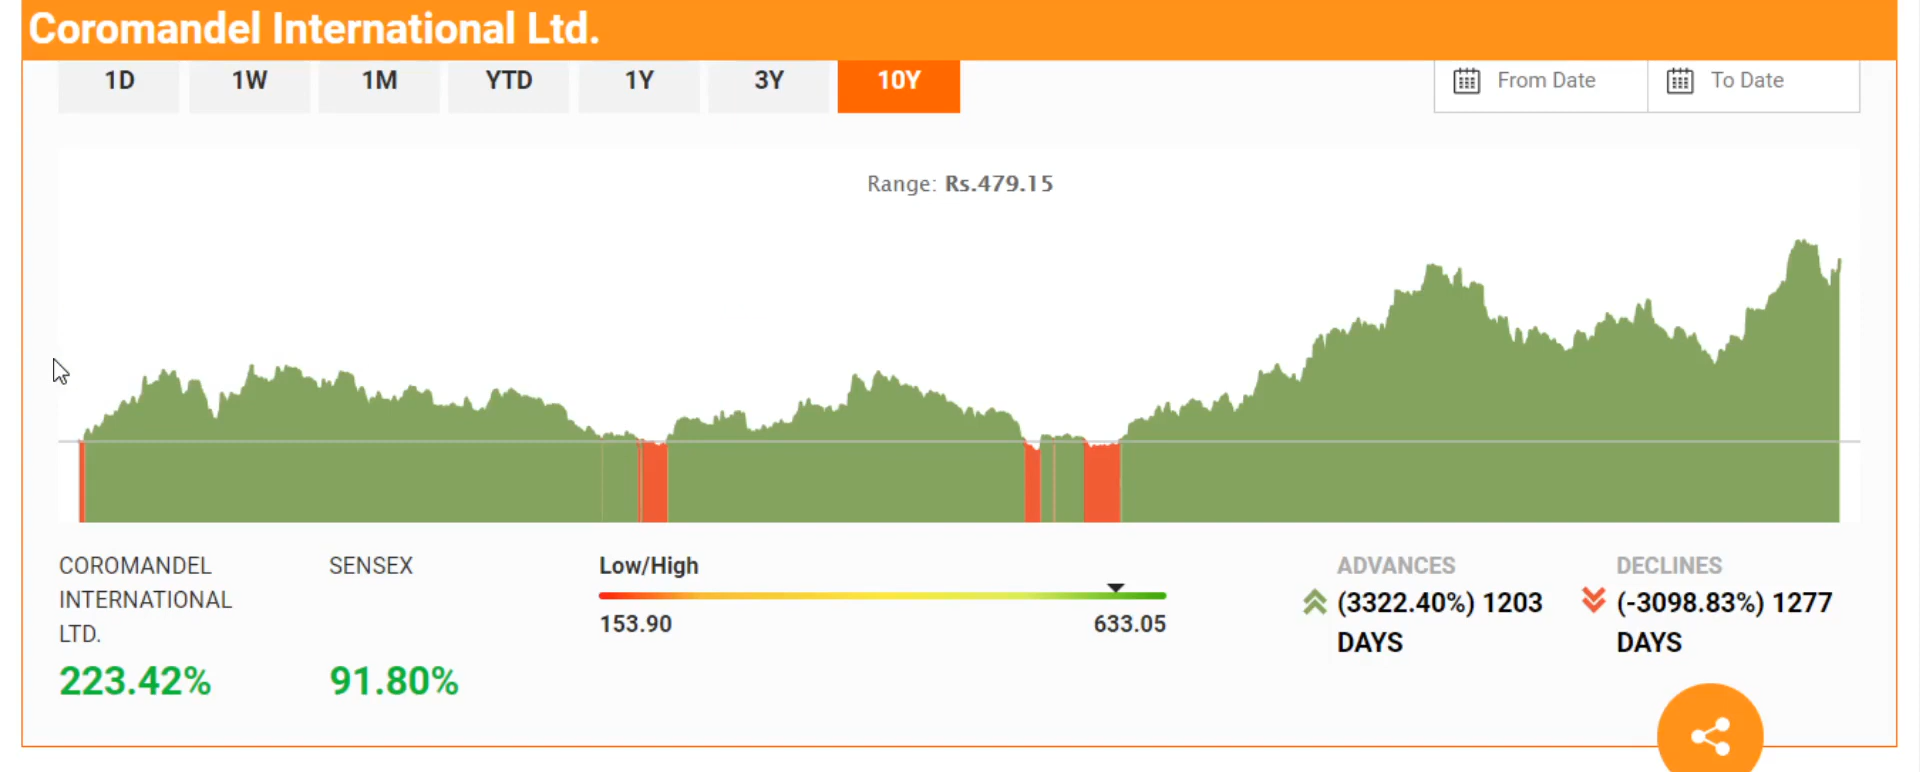 Coromandel International Ltd.
1D 1W 1M YTD 1Y 3Y 10Y From Date To Date
Range: Rs.479.15
COROMANDEL
INTERNATIONAL
LTD.
223.42%
SENSEX
91.80%
Low/High
153.90 633.05
ADVANCES
(3322.40%) 1203
DAYS
DECLINES
(-3098.83%) 1277
DAYS